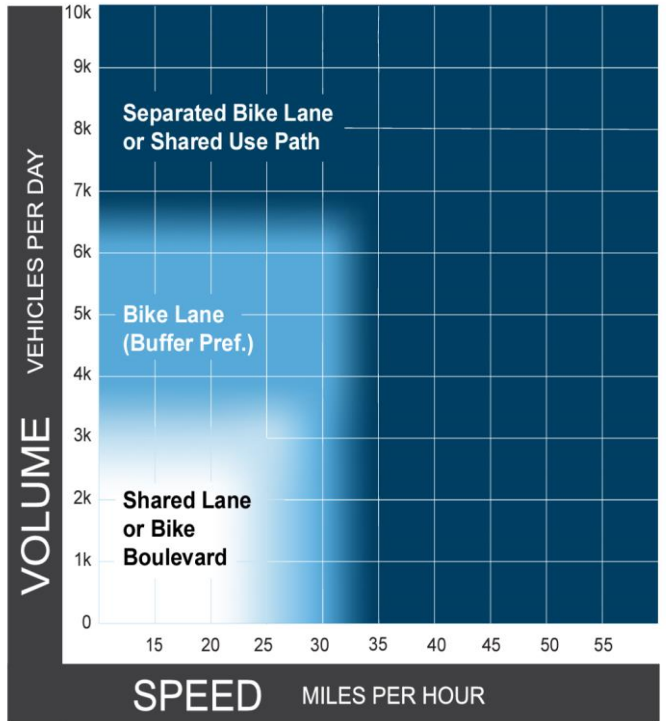 10k
9k
Separated Bike Lane
or Shared Use Path
8k
7k
6k
Bike Lane
(Buffer Pref.)
5k
4k
3k
Shared Lane
or Bike
Boulevard
2k
1k
0
VOLUME VEHICLES PER DAY
15 20 25 30 35 40 45 50 55
SPEED MILES PER HOUR